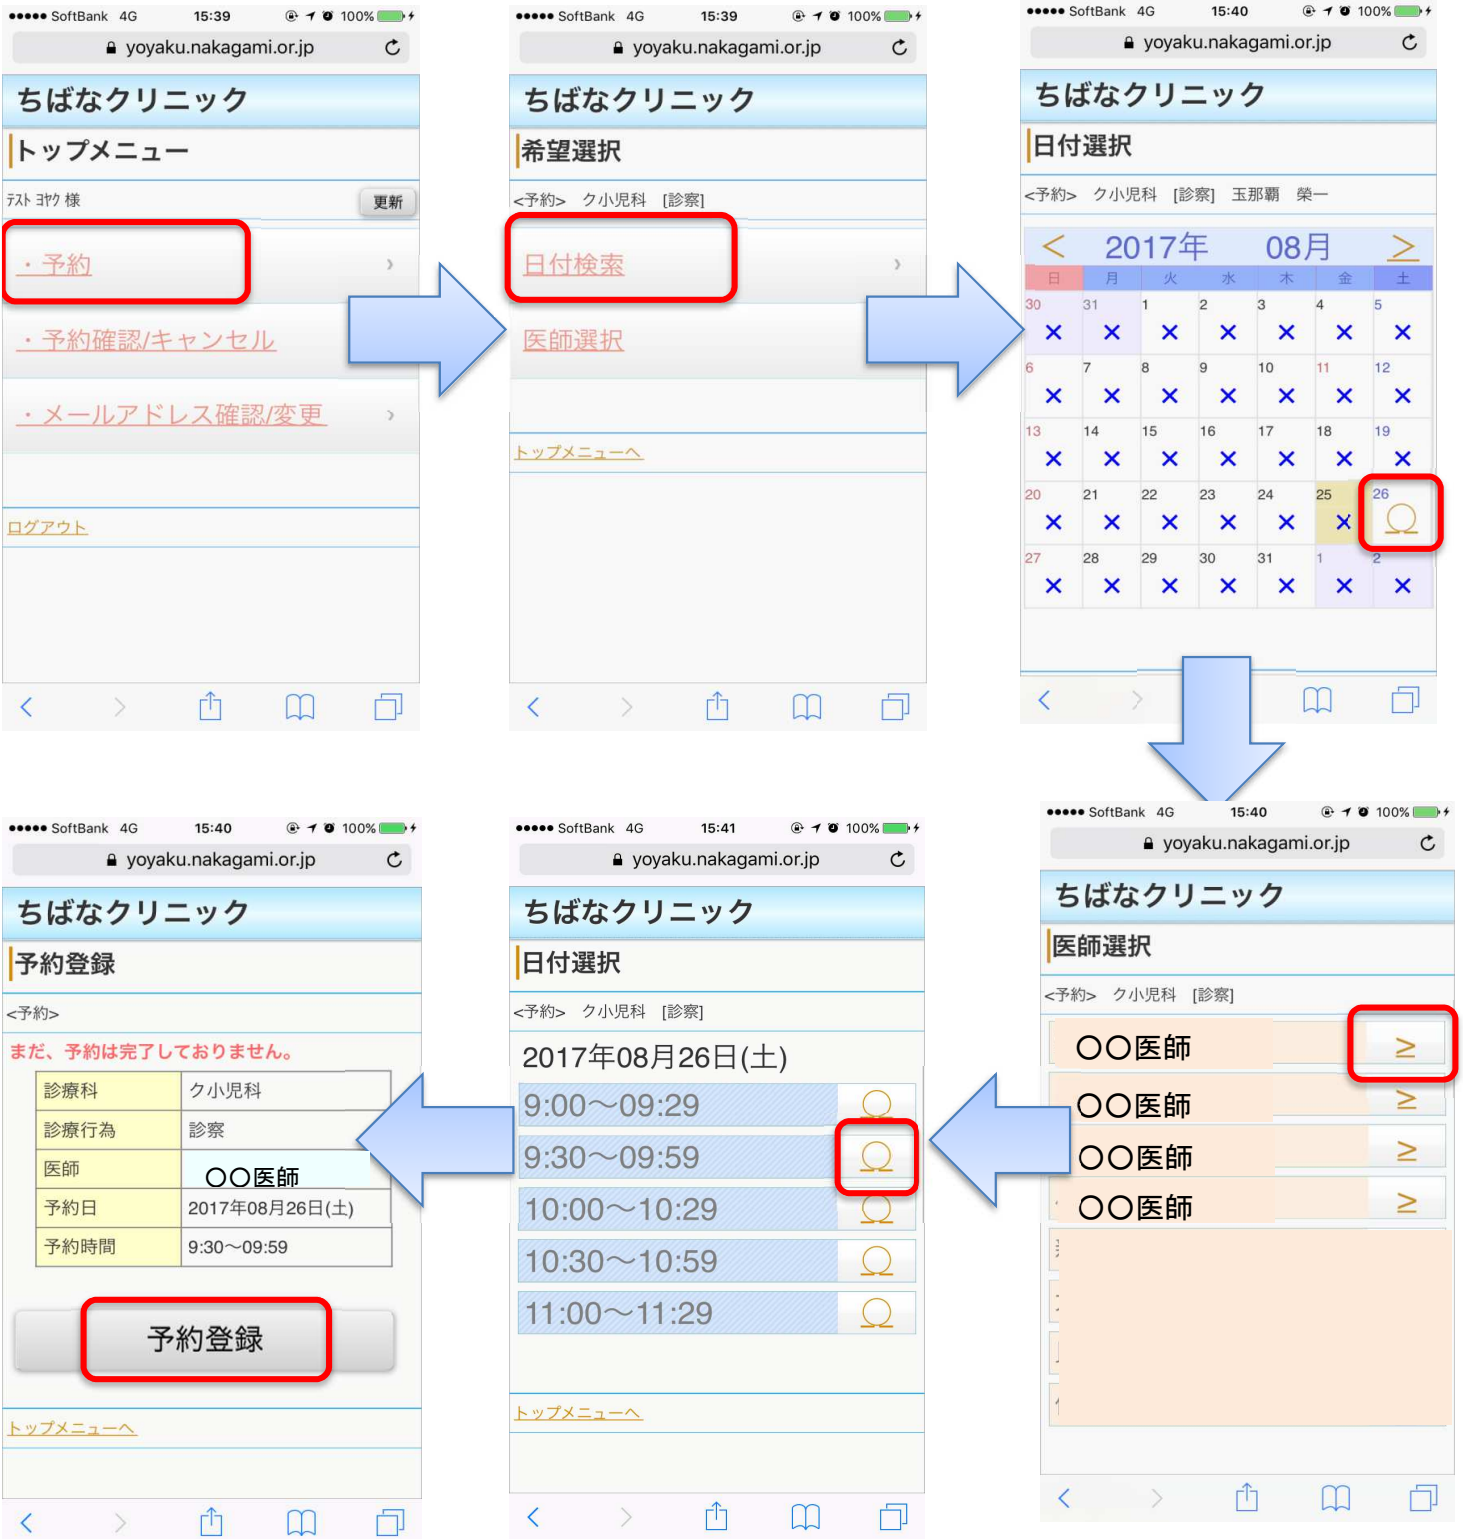 ●●●●● SoftBank 4G 15:39 100%
yoyaku.nakagami.or.jp
ちばなクリニック
トップメニュー
ﾃｽﾄ ﾖﾔｸ 様 更新
・予約
・予約確認/キャンセル
・メールアドレス確認/変更
ログアウト
●●●●● SoftBank 4G 15:39 100%
yoyaku.nakagami.or.jp
ちばなクリニック
希望選択
<予約> ク小児科 [診察]
日付検索
医師選択
トップメニューへ
●●●●● SoftBank 4G 15:40 100%
yoyaku.nakagami.or.jp
ちばなクリニック
日付選択
<予約> ク小児科 [診察] 玉那覇 榮一
< 2017年 08月 >
日 月 火 水 木 金 土
30 31 1 2 3 4 5
× × × × × × ×
6 7 8 9 10 11 12
× × × × × × ×
13 14 15 16 17 18 19
× × × × × × ×
20 21 22 23 24 25 26
× × × × × × ○
27 28 29 30 31 1 2
× × × × × × ×
●●●●● SoftBank 4G 15:40 100%
yoyaku.nakagami.or.jp
ちばなクリニック
医師選択
<予約> ク小児科 [診察]
〇〇医師 >
〇〇医師 >
〇〇医師 >
〇〇医師 >
●●●●● SoftBank 4G 15:41 100%
yoyaku.nakagami.or.jp
ちばなクリニック
日付選択
<予約> ク小児科 [診察]
2017年08月26日(土)
9:00～09:29 ○
9:30～09:59 ○
10:00～10:29 ○
10:30～10:59 ○
11:00～11:29 ○
トップメニューへ
●●●●● SoftBank 4G 15:40 100%
yoyaku.nakagami.or.jp
ちばなクリニック
予約登録
<予約>
まだ、予約は完了しておりません。
診療科 ク小児科
診療行為 診察
医師 〇〇医師
予約日 2017年08月26日(土)
予約時間 9:30～09:59
予約登録
トップメニューへ